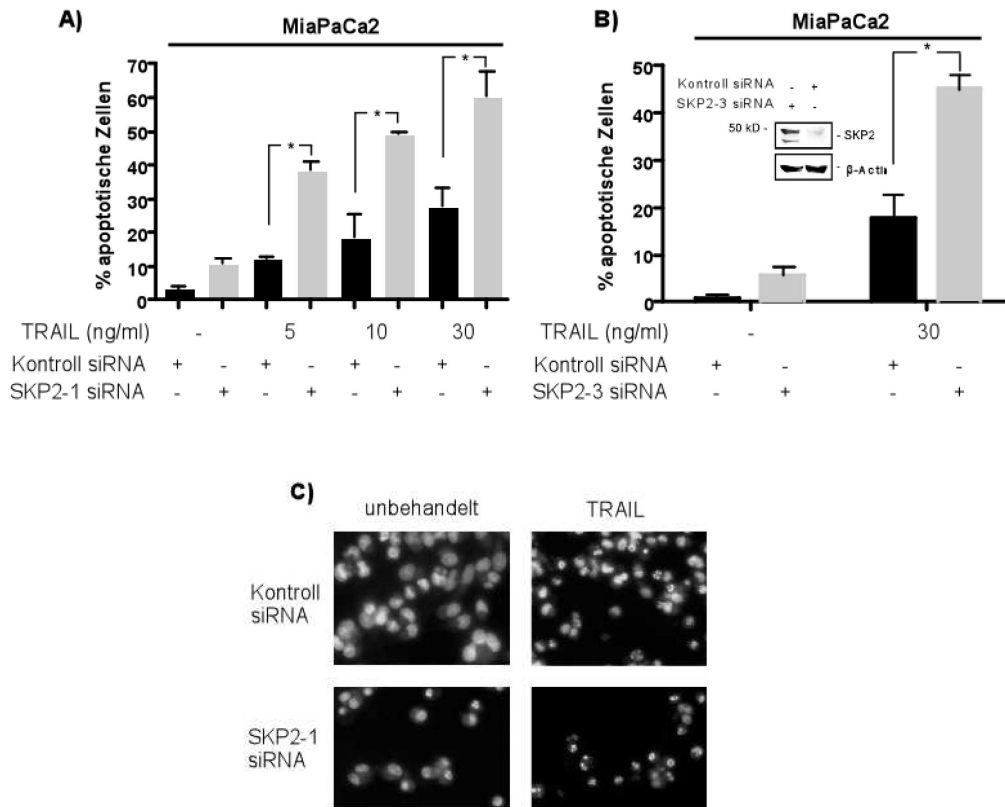 A)
MiaPaCa2
% apoptotische Zellen
70
60
50
40
30
20
10
0
*
*
*
TRAIL (ng/ml) - 5 10 30
Kontroll siRNA + - + - + - + -
SKP2-1 siRNA - + - + - + - +
B)
MiaPaCa2
% apoptotische Zellen
50
40
30
20
10
0
*
Kontroll siRNA - +
SKP2-3 siRNA + -
50 kD -
- SKP2
- β-Actin
TRAIL (ng/ml) - 30
Kontroll siRNA + - + -
SKP2-3 siRNA - + - +
C)
unbehandelt TRAIL
Kontroll
siRNA
SKP2-1
siRNA